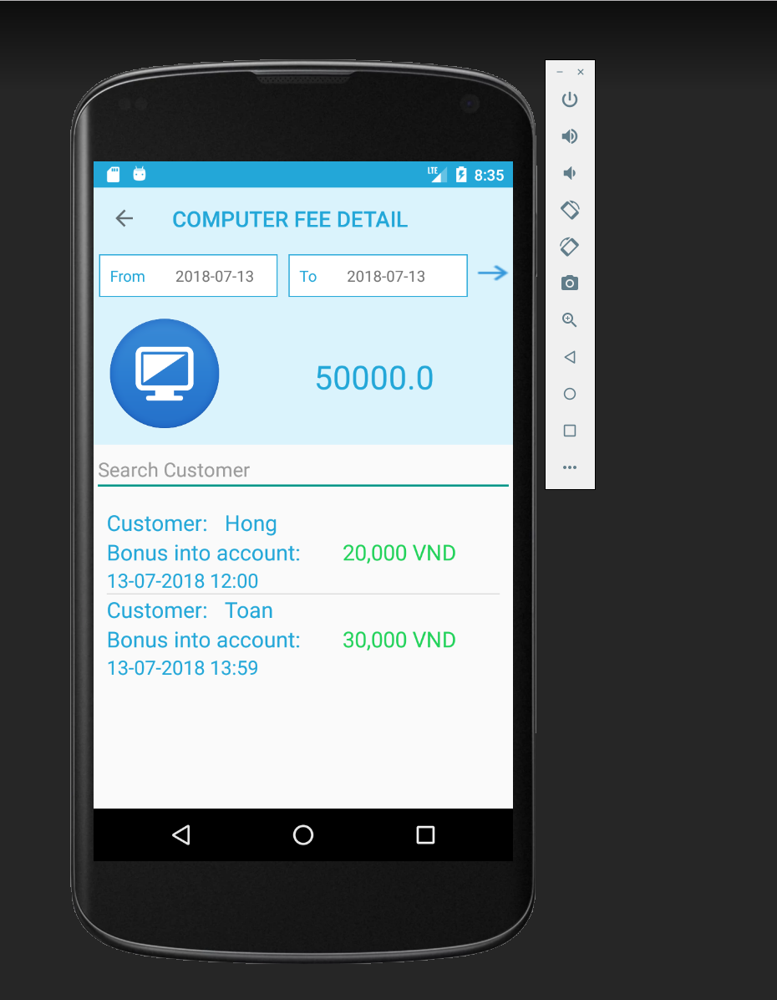 LTE 8:35
COMPUTER FEE DETAIL
From 2018-07-13 To 2018-07-13
50000.0
Search Customer
Customer: Hong
Bonus into account: 20,000 VND
13-07-2018 12:00
Customer: Toan
Bonus into account: 30,000 VND
13-07-2018 13:59